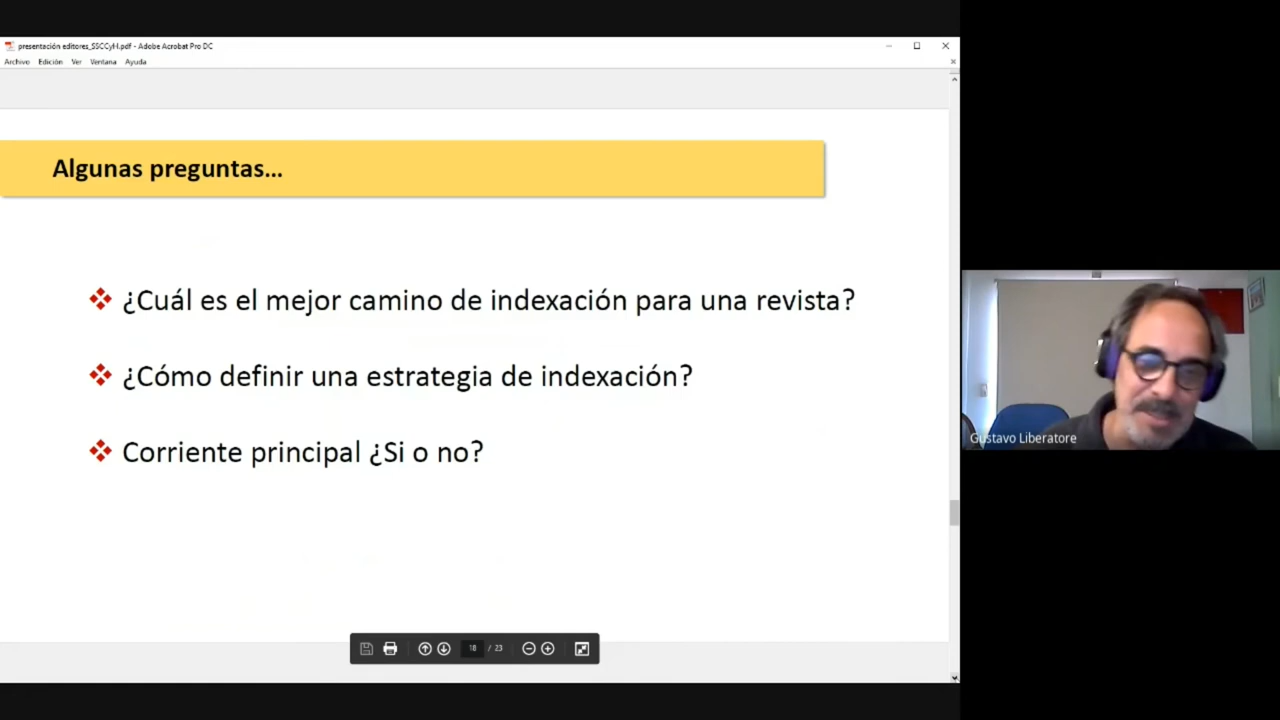 presentación editores_SSCCyH.pdf - Adobe Acrobat Pro DC
Archivo Edición Ver Ventana Ayuda
Algunas preguntas...
¿Cuál es el mejor camino de indexación para una revista?
¿Cómo definir una estrategia de indexación?
Corriente principal ¿Si o no?
Gustavo Liberatore
18 / 23